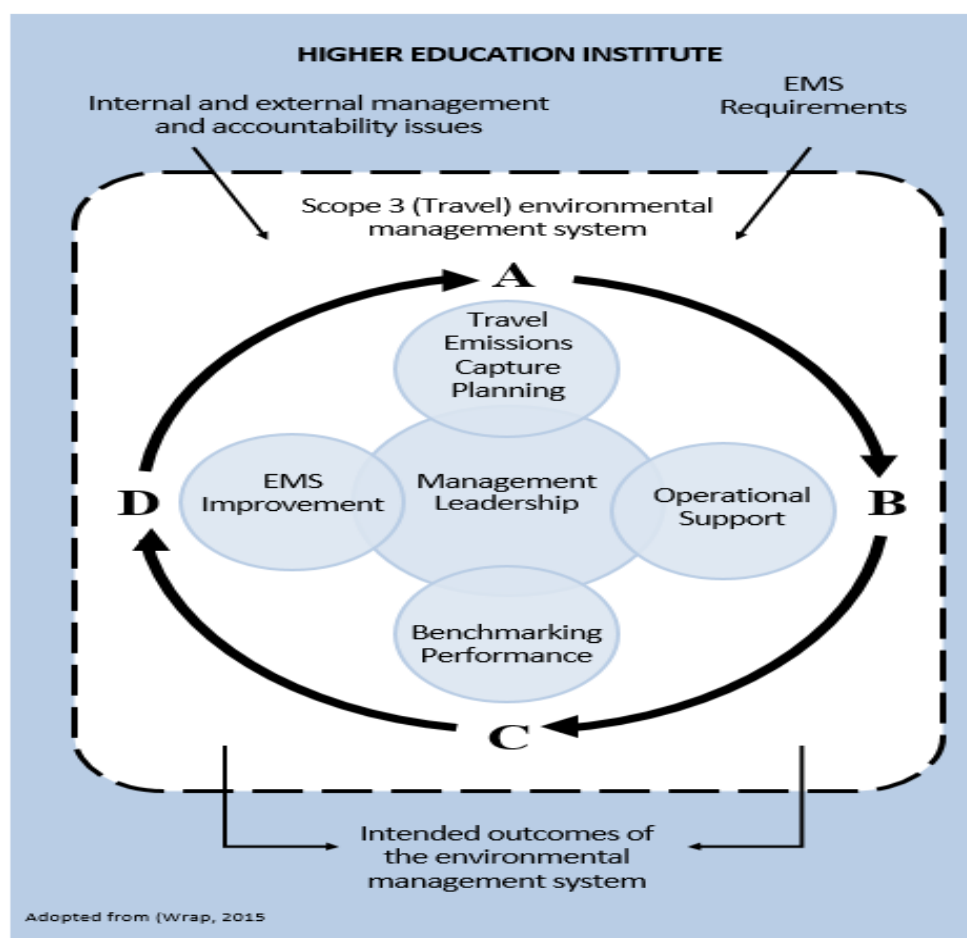 HIGHER EDUCATION INSTITUTE
Internal and external management
and accountability issues
EMS
Requirements
Scope 3 (Travel) environmental
management system
A
Travel
Emissions
Capture
Planning
EMS
Improvement
Management
Leadership
Operational
Support
D
B
Benchmarking
Performance
C
Intended outcomes of
the environmental
management system
Adopted from (Wrap, 2015